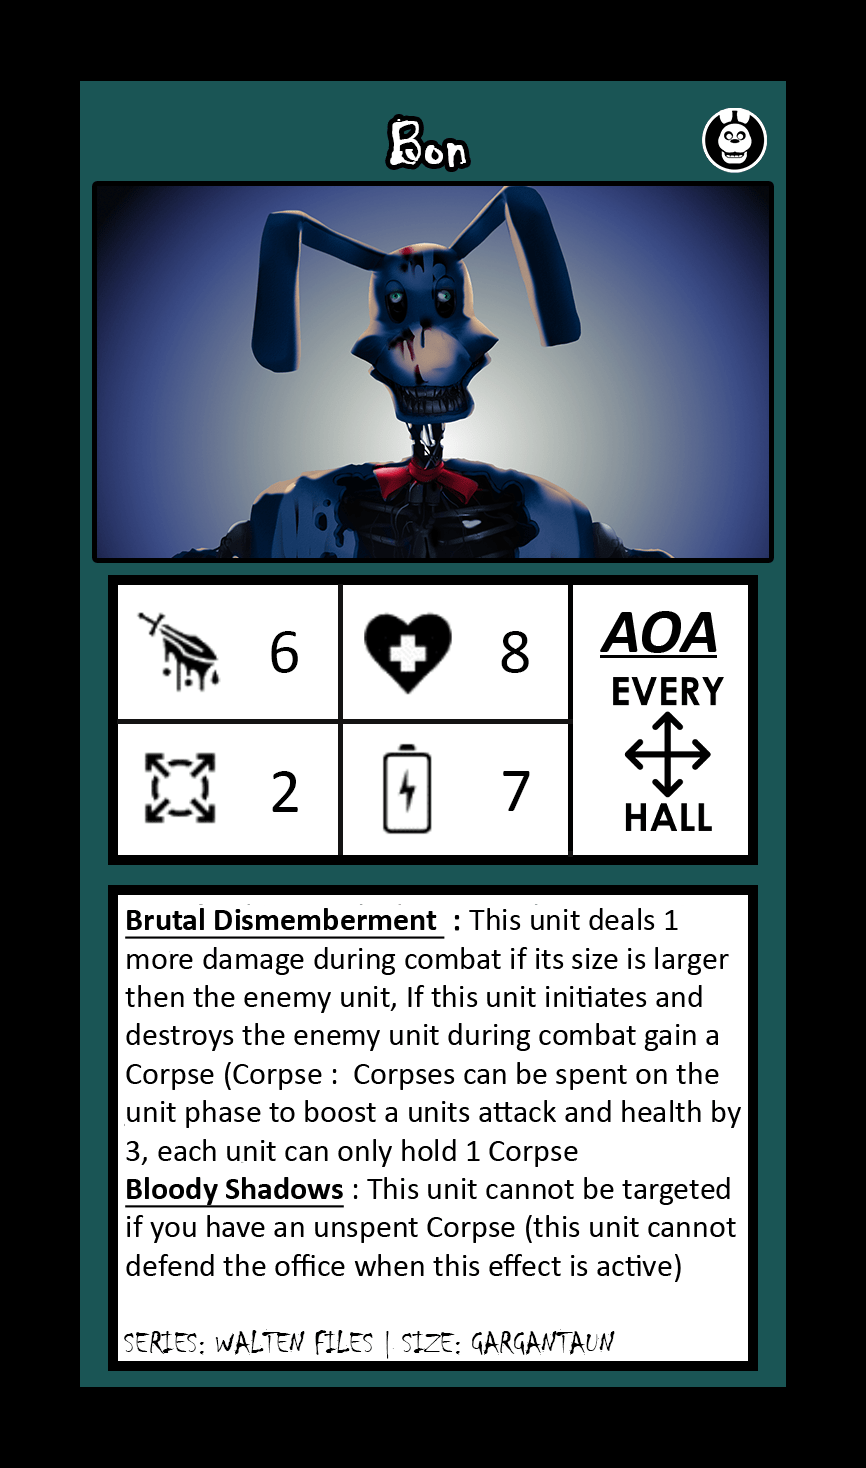 Bon
6
8
AOA
EVERY
HALL
2
7
Brutal Dismemberment : This unit deals 1
more damage during combat if its size is larger
then the enemy unit, If this unit initiates and
destroys the enemy unit during combat gain a
Corpse (Corpse : Corpses can be spent on the
unit phase to boost a units attack and health by
3, each unit can only hold 1 Corpse
Bloody Shadows : This unit cannot be targeted
if you have an unspent Corpse (this unit cannot
defend the office when this effect is active)
SERIES: WALTEN FILES | SIZE: GARGANTAUN